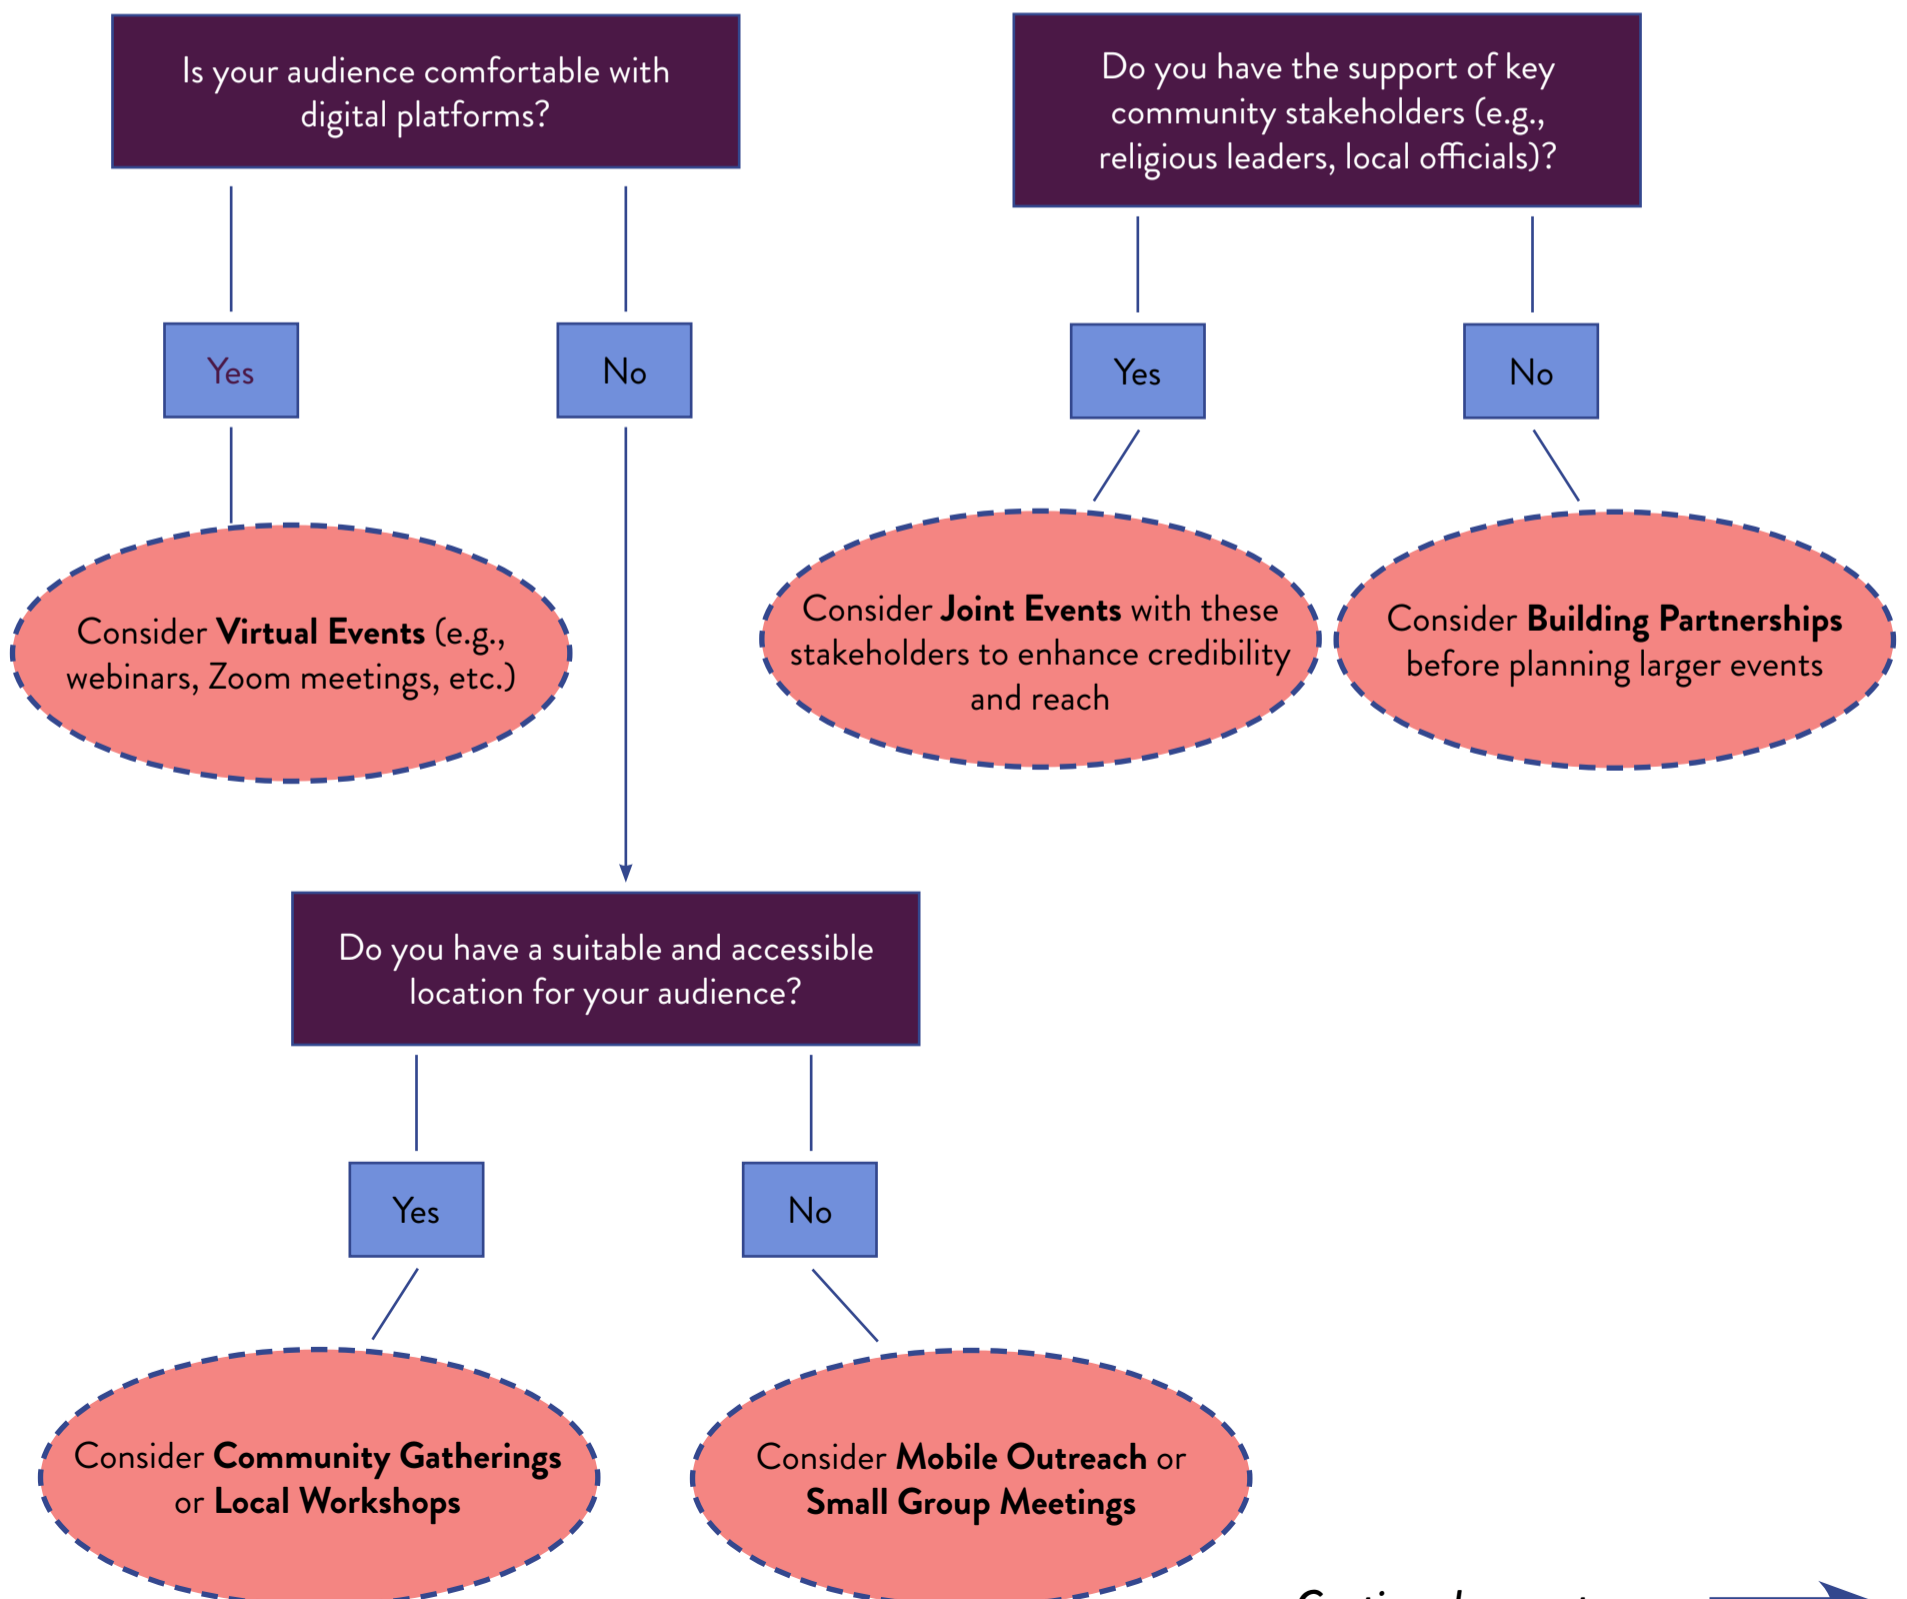 Is your audience comfortable with
digital platforms?
Yes
No
Consider Virtual Events (e.g.,
webinars, Zoom meetings, etc.)
Do you have the support of key
community stakeholders (e.g.,
religious leaders, local officials)?
Yes
No
Consider Joint Events with these
stakeholders to enhance credibility
and reach
Consider Building Partnerships
before planning larger events
Do you have a suitable and accessible
location for your audience?
Yes
No
Consider Community Gatherings
or Local Workshops
Consider Mobile Outreach or
Small Group Meetings